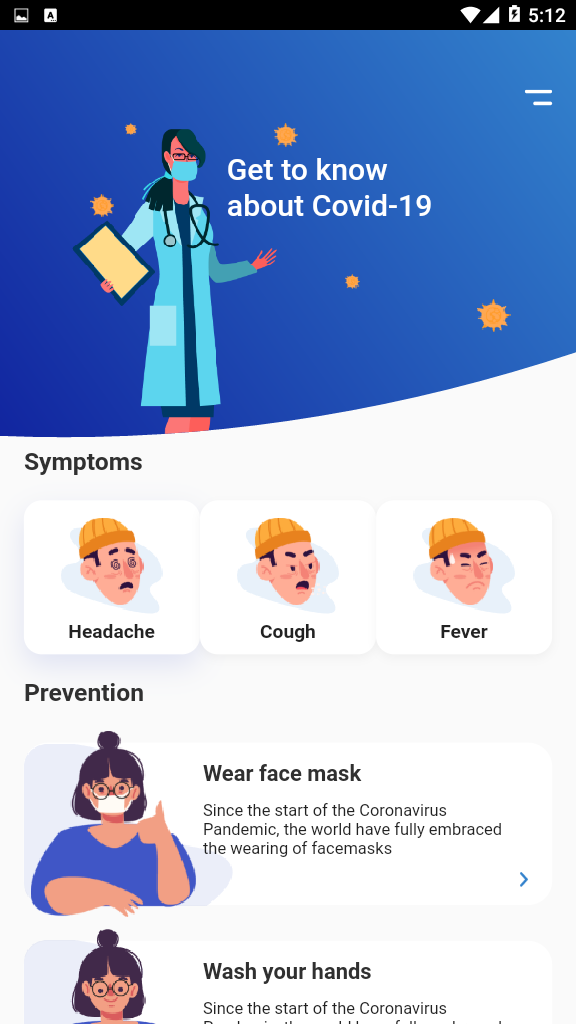 5:12
Get to know
about Covid-19
Symptoms
Headache
Cough
Fever
Prevention
Wear face mask
Since the start of the Coronavirus
Pandemic, the world have fully embraced
the wearing of facemasks
Wash your hands
Since the start of the Coronavirus